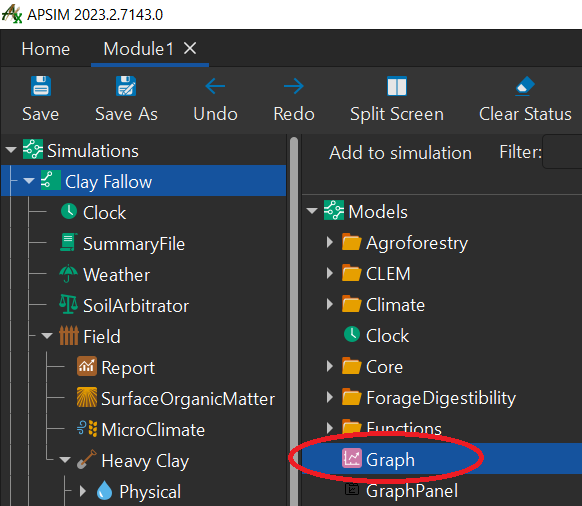 APSIM 2023.2.7143.0
Home Module1
Save Save As Undo Redo Split Screen Clear Status
Simulations
Clay Fallow
Clock
SummaryFile
Weather
SoilArbitrator
Field
Report
SurfaceOrganicMatter
MicroClimate
Heavy Clay
Physical
Add to simulation Filter:
Models
Agroforestry
CLEM
Climate
Clock
Core
ForageDigestibility
Functions
Graph
GraphPanel